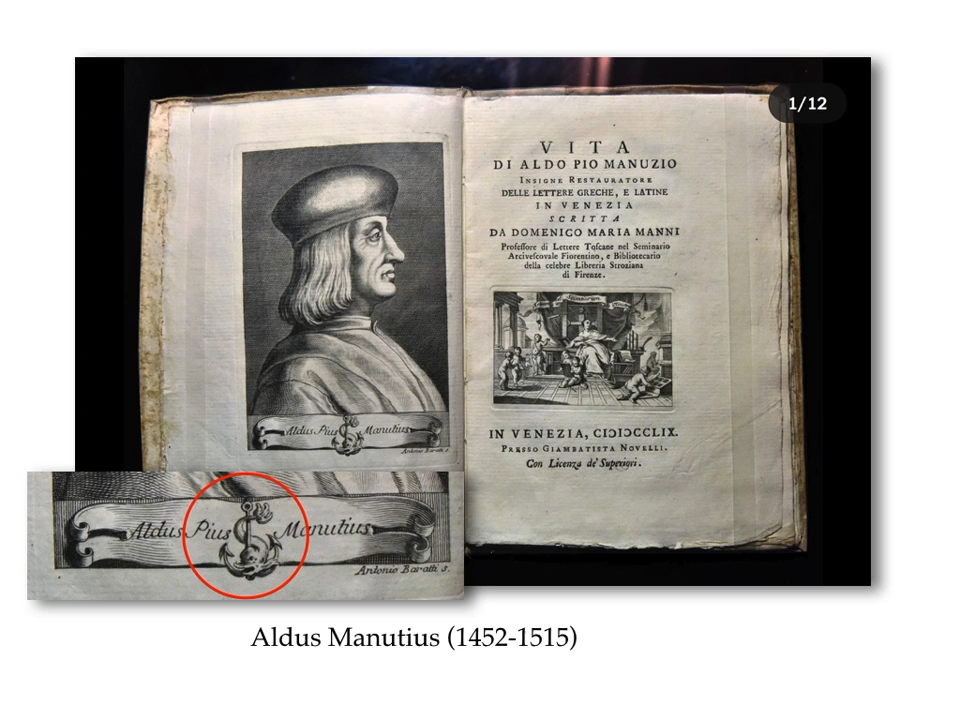 1/12
Aldus Pius Manutius
Antonio Baratti s.
VITA
DI ALDO PIO MANUZIO
INSIGNE RESTAURATORE
DELLE LETTERE GRECHE, E LATINE
IN VENEZIA
SCRITTA
DA DOMENICO MARIA MANNI
Profeſſore di Lettere Toſcane nel Seminario
Arciveſcovale Fiorentino, e Bibliotecario
della celebre Libreria Stroziana
di Firenze.
IN VENEZIA, CIƆIƆCCLIX.
PRESSO GIAMBATISTA NOVELLI.
Con Licenza de' Superiori.
Aldus Pius Manutius
Antonio Baratti s.
Aldus Manutius (1452-1515)